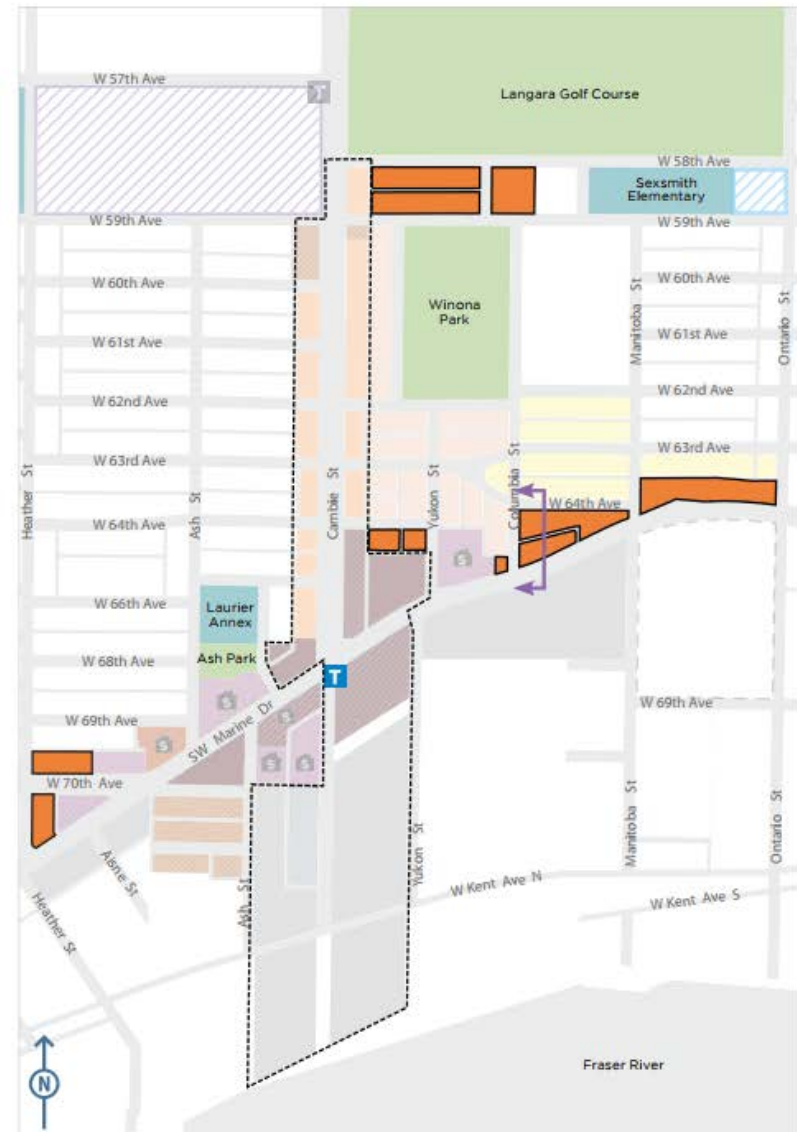 W 57th Ave
T
Langara Golf Course
W 58th Ave
Sexsmith
Elementary
W 59th Ave
W 59th Ave
W 60th Ave
W 60th Ave
Winona
Park
Manitoba St
Ontario St
W 61st Ave
W 61st Ave
W 62nd Ave
W 62nd Ave
W 63rd Ave
W 63rd Ave
Heather St
Ash St
Cambie St
Yukon St
Columbia St
W 64th Ave
W 64th Ave
S
W 66th Ave
Laurier
Annex
W 68th Ave
Ash Park
T
W 69th Ave
W 69th Ave
SW Marine Dr
S
S
S
S
W 70th Ave
Aisne St
Heather St
Ash St
Yukon St
Manitoba St
Ontario St
W Kent Ave N
W Kent Ave S
Fraser River
N